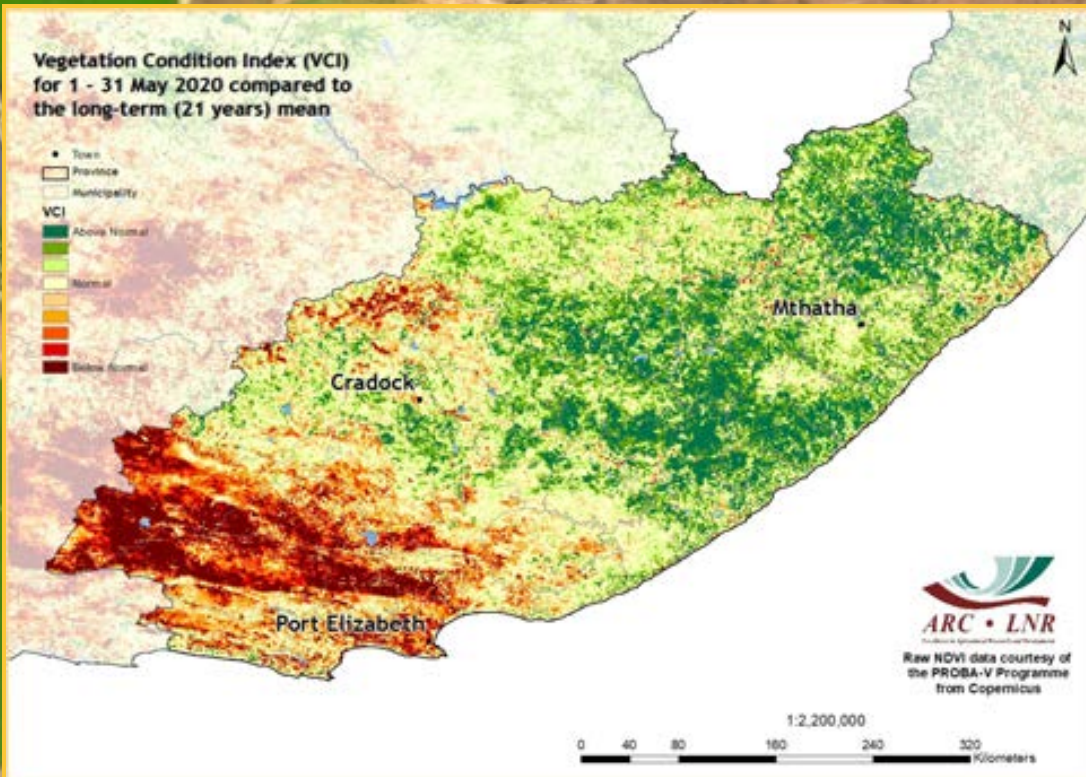 Vegetation Condition Index (VCI)
for 1 - 31 May 2020 compared to
the long-term (21 years) mean
N
Town
Province
Municipality
VCI
Above Normal
Normal
Below Normal
Mthatha
Cradock
Port Elizabeth
ARC • LNR
Raw NDVI data courtesy of
the PROBA-V Programme
from Copernicus
1:2,200,000
0 40 80 160 240 320
Kilometers